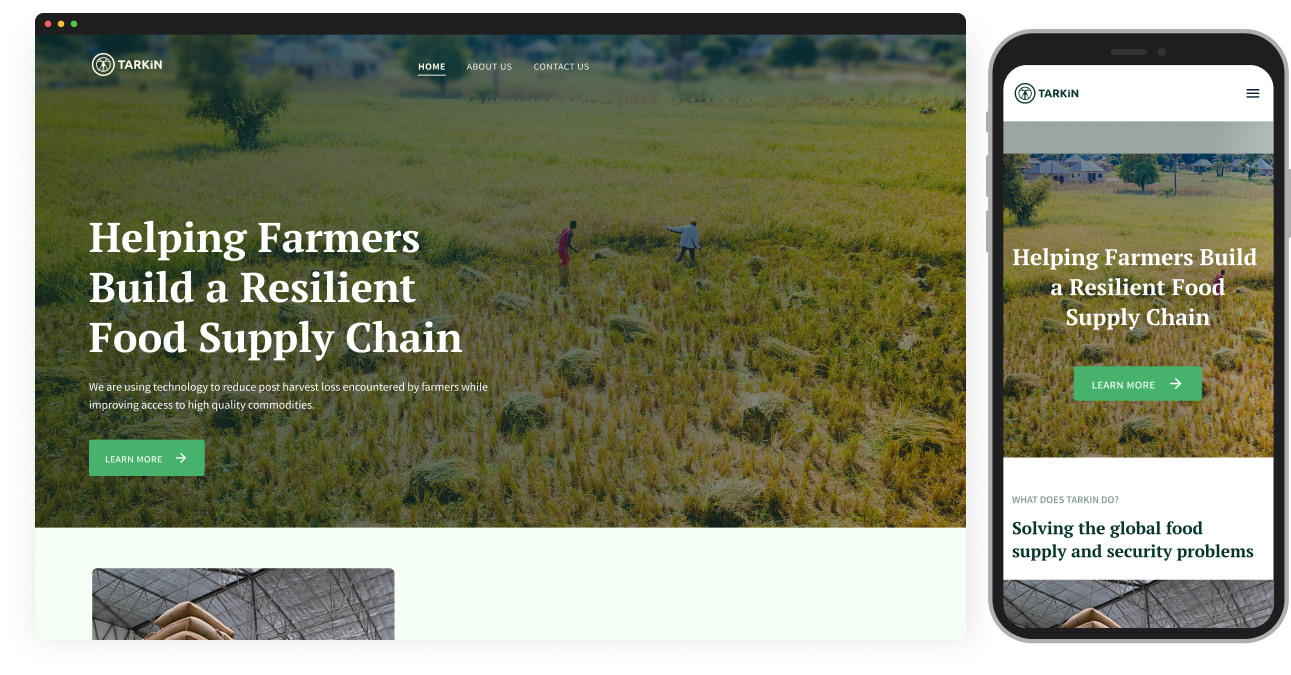 TARKiN
HOME ABOUT US CONTACT US
Helping Farmers
Build a Resilient
Food Supply Chain
We are using technology to reduce post harvest loss encountered by farmers while
improving access to high quality commodities.
LEARN MORE
TARKiN
Helping Farmers Build
a Resilient Food
Supply Chain
LEARN MORE
WHAT DOES TARKIN DO?
Solving the global food
supply and security problems